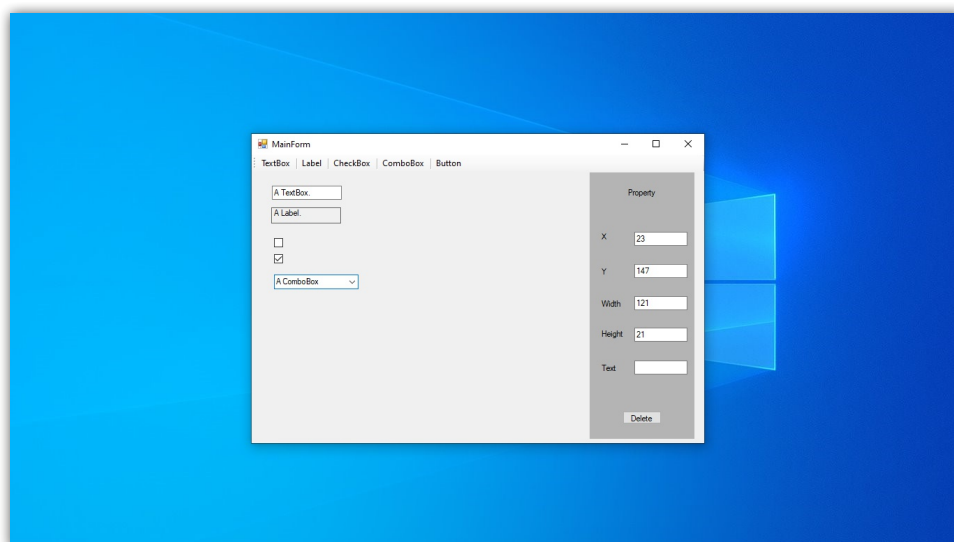 MainForm
TextBox Label CheckBox ComboBox Button
A TextBox.
A Label.
A ComboBox
Property
X 23
Y 147
Width 121
Height 21
Text
Delete